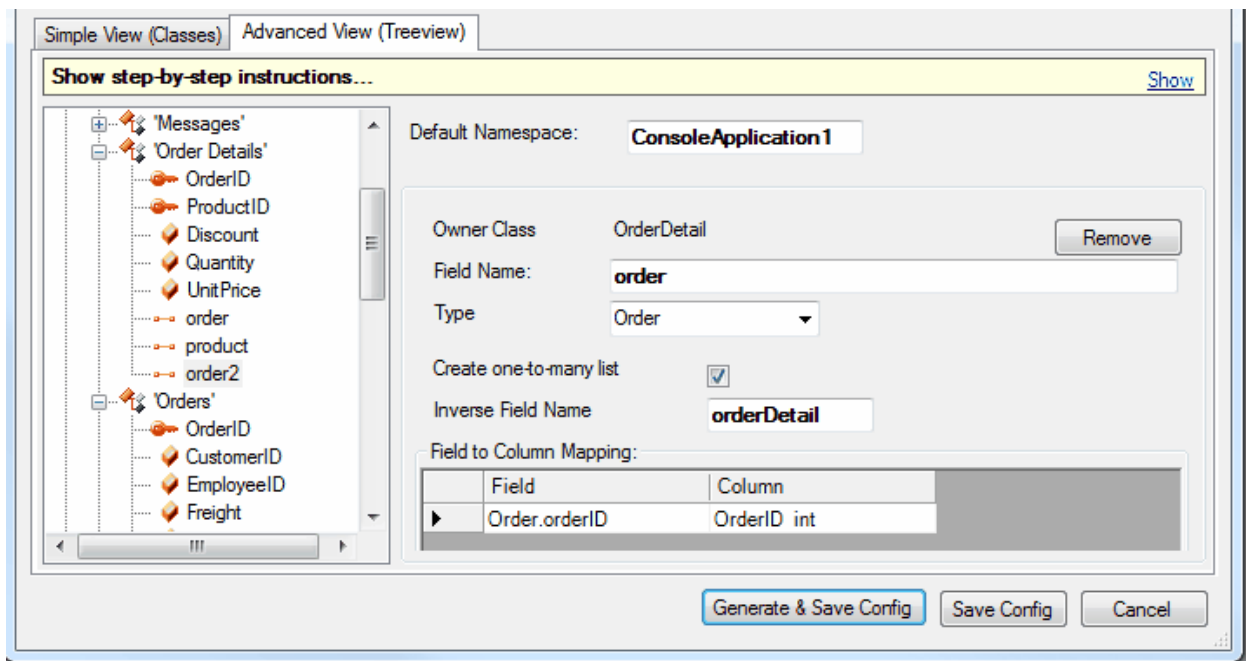 Simple View (Classes) Advanced View (Treeview)
Show step-by-step instructions... Show
'Messages'
'Order Details'
OrderID
ProductID
Discount
Quantity
UnitPrice
order
product
order2
'Orders'
OrderID
CustomerID
EmployeeID
Freight
Default Namespace: ConsoleApplication1
Owner Class OrderDetail Remove
Field Name: order
Type Order
Create one-to-many list
Inverse Field Name orderDetail
Field to Column Mapping:
Field Column
Order.orderID OrderID int
Generate & Save Config Save Config Cancel